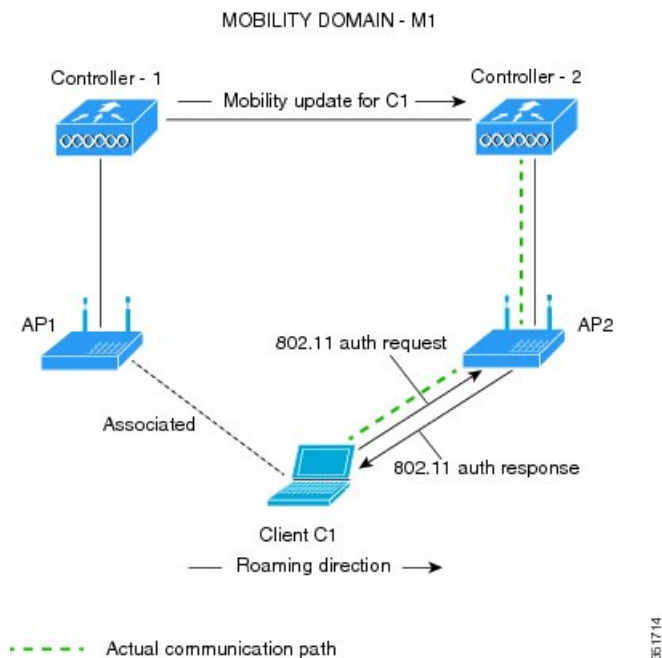 MOBILITY DOMAIN - M1
Controller - 1
Controller - 2
Mobility update for C1
AP1
AP2
802.11 auth request
Associated
802.11 auth response
Client C1
Roaming direction
Actual communication path
351714